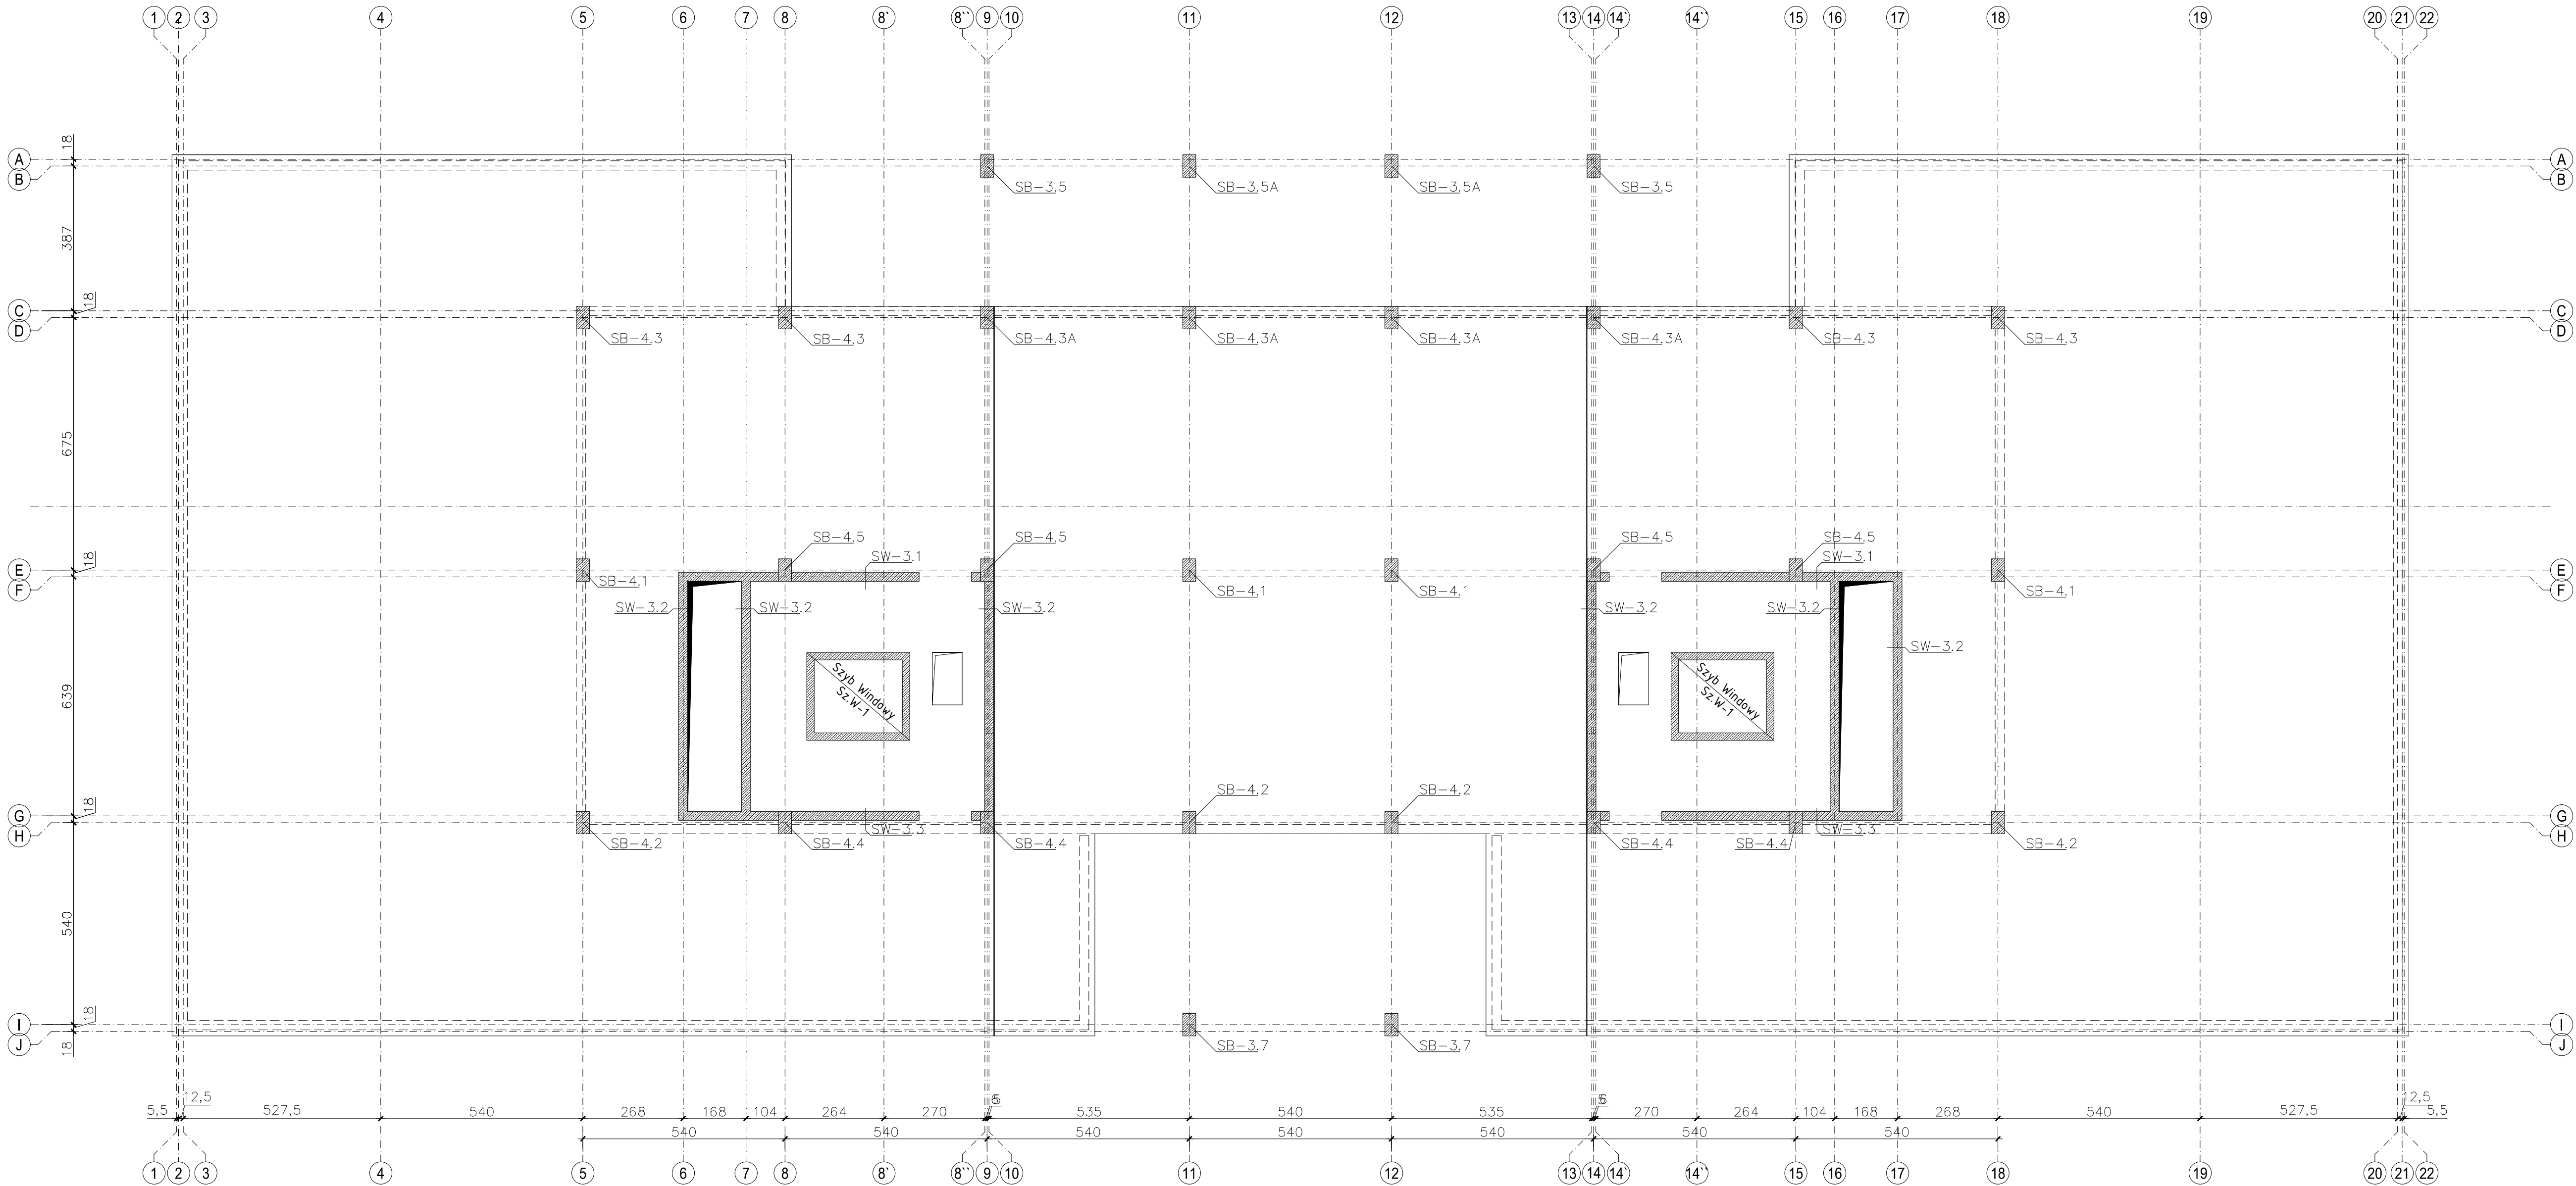 1 2 3 4 5 6 7 8 8` 8`` 9 10 11 12 13 14 14` 14`` 15 16 17 18 19 20 21 22
18
A A
B SB-3.5 SB-3.5A SB-3.5A SB-3.5 B
387
18
C C
D D
SB-4.3 SB-4.3 SB-4.3A SB-4.3A SB-4.3A SB-4.3A SB-4.3 SB-4.3
675
SB-4.5 SB-4.5 SB-4.5 SB-4.5
18 SW-3.1 SW-3.1
E E
F SB-4.1 SB-4.1 SB-4.1 SB-4.1 F
SW-3.2 SW-3.2 SW-3.2 SW-3.2 SW-3.2
SW-3.2
639
Szyb Windowy Szyb Windowy
Sz.W-1 Sz.W-1
SB-4.2 SB-4.2
18
G G
H SW-3.3 SW-3.3 H
SB-4.2 SB-4.4 SB-4.4 SB-4.4 SB-4.4 SB-4.2
540
18
I I
J SB-3.7 SB-3.7 J
18
12,5 12,5
5,5 527,5 540 268 168 104 264 270 535 540 535 270 264 104 168 268 540 527,5 5,5
540 540 540 540 540 540 540
1 2 3 4 5 6 7 8 8` 8`` 9 10 11 12 13 14 14` 14`` 15 16 17 18 19 20 21 22